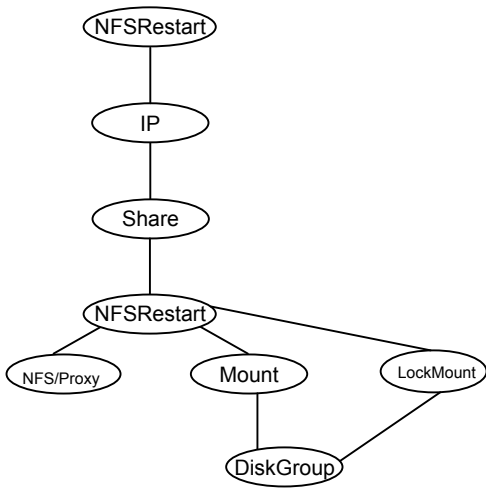 NFSRestart
IP
Share
NFSRestart
NFS/Proxy
Mount
LockMount
DiskGroup